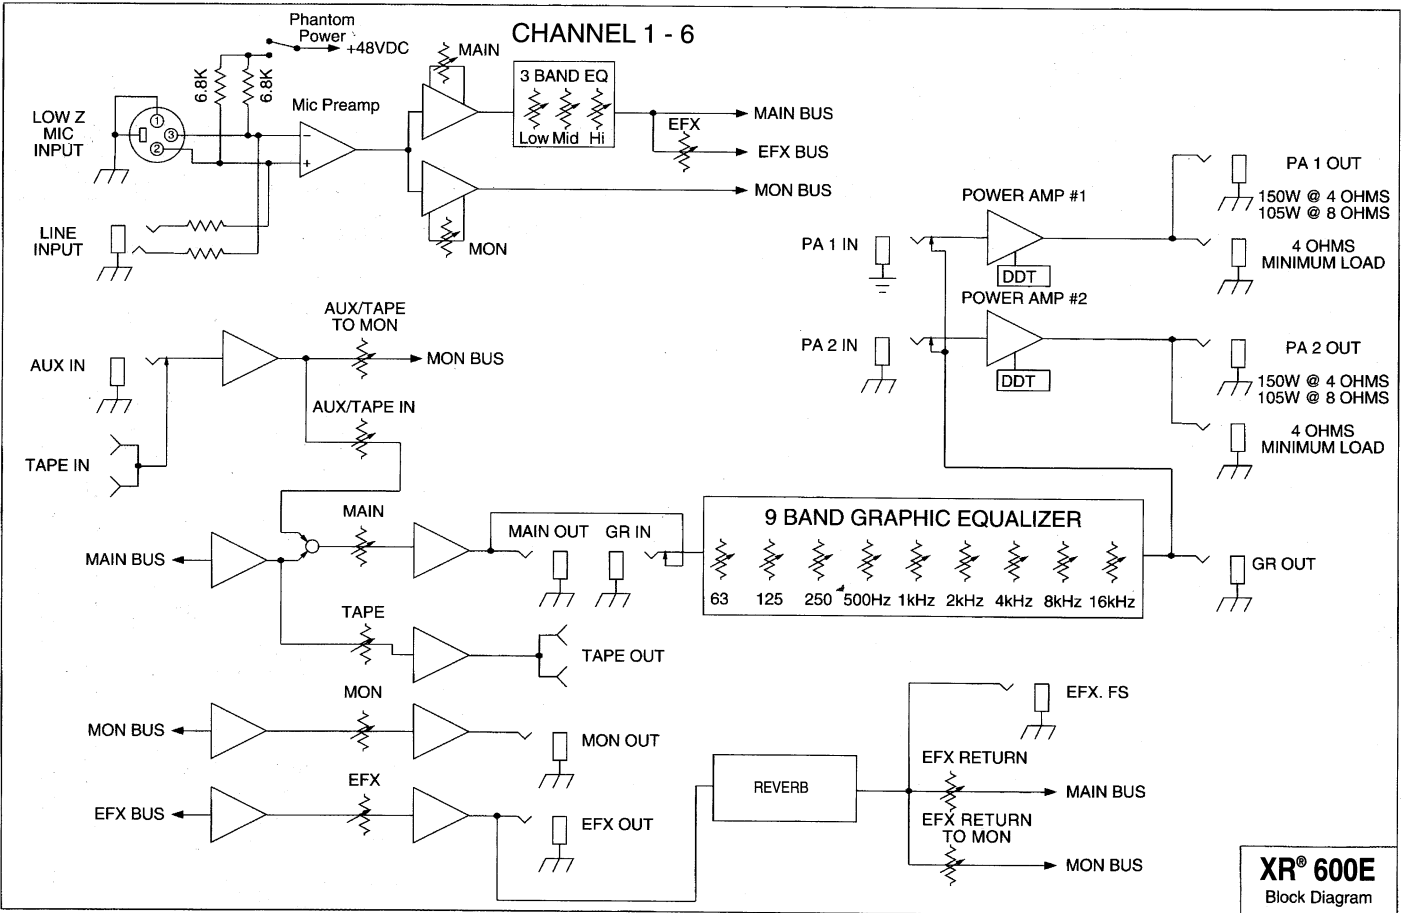 Phantom
Power
+48VDC
CHANNEL 1 - 6
6.8K
6.8K
MAIN
3 BAND EQ
Low Mid Hi
Mic Preamp
LOW Z
MIC
INPUT
1
3
2
−
+
MAIN BUS
EFX
EFX BUS
MON BUS
LINE
INPUT
MON
POWER AMP #1
PA 1 IN
DDT
PA 1 OUT
150W @ 4 OHMS
105W @ 8 OHMS
4 OHMS
MINIMUM LOAD
POWER AMP #2
PA 2 IN
DDT
PA 2 OUT
150W @ 4 OHMS
105W @ 8 OHMS
4 OHMS
MINIMUM LOAD
AUX/TAPE
TO MON
MON BUS
AUX IN
AUX/TAPE IN
TAPE IN
MAIN
MAIN BUS
MAIN OUT
GR IN
9 BAND GRAPHIC EQUALIZER
63 125 250 500Hz 1kHz 2kHz 4kHz 8kHz 16kHz
GR OUT
TAPE
TAPE OUT
MON
MON BUS
MON OUT
EFX
EFX BUS
EFX OUT
REVERB
EFX. FS
EFX RETURN
MAIN BUS
EFX RETURN
TO MON
MON BUS
XR® 600E
Block Diagram